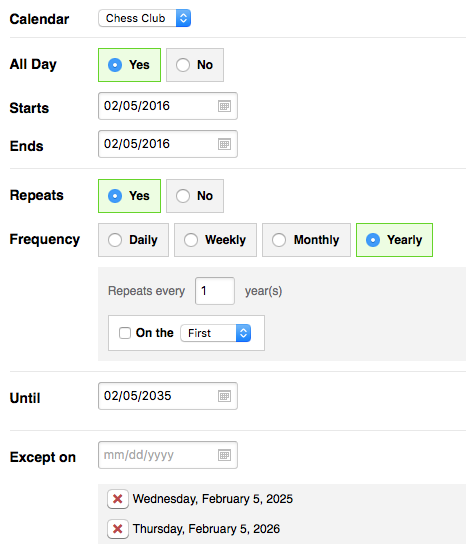 Calendar Chess Club
All Day Yes No
Starts 02/05/2016
Ends 02/05/2016
Repeats Yes No
Frequency Daily Weekly Monthly Yearly
Repeats every 1 year(s)
On the First
Until 02/05/2035
Except on mm/dd/yyyy
Wednesday, February 5, 2025
Thursday, February 5, 2026